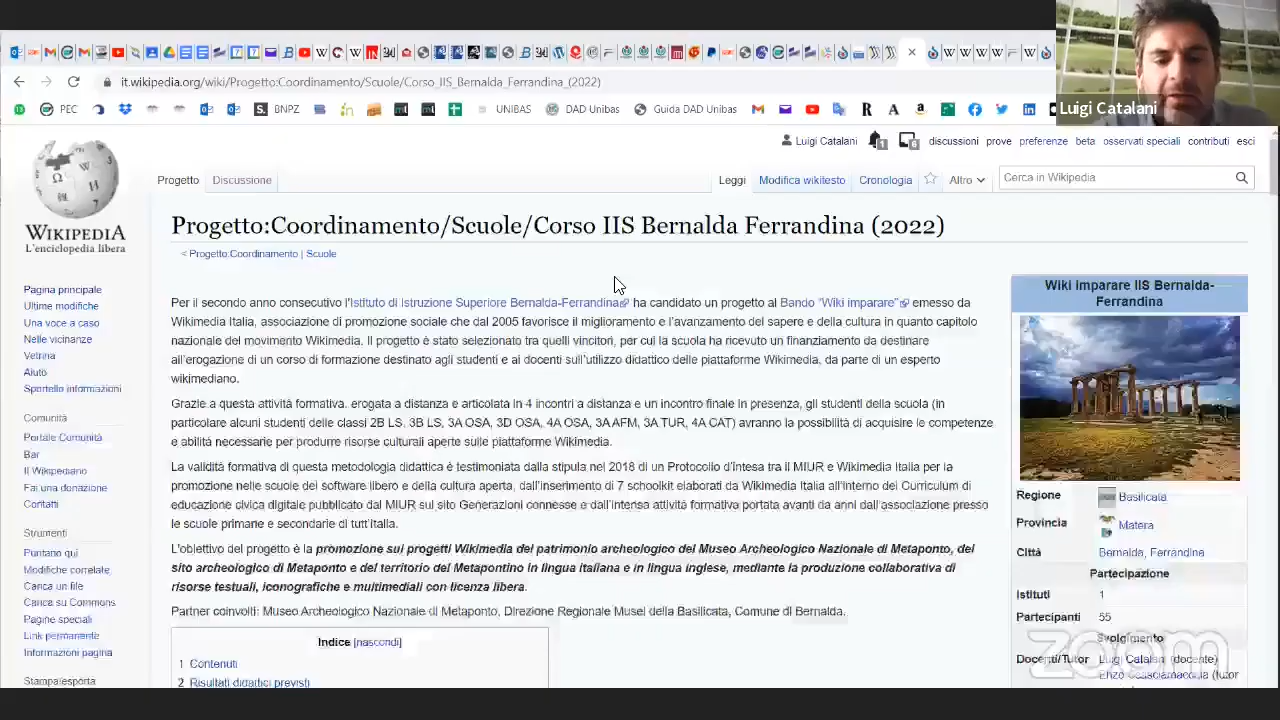 Luigi Catalani
it.wikipedia.org/wiki/Progetto:Coordinamento/Scuole/Corso_IIS_Bernalda_Ferrandina_(2022)
PEC
BNPZ
UNIBAS
DAD Unibas
Guida DAD Unibas
Luigi Catalani 1 6 discussioni prove preferenze beta osservati speciali contributi esci
Progetto Discussione Leggi Modifica wikitesto Cronologia Altro Cerca in Wikipedia
WIKIPEDIA
L'enciclopedia libera
Progetto:Coordinamento/Scuole/Corso IIS Bernalda Ferrandina (2022)
< Progetto:Coordinamento | Scuole
Pagina principale
Ultime modifiche
Una voce a caso
Nelle vicinanze
Vetrina
Aiuto
Sportello informazioni
Comunità
Portale Comunità
Bar
Il Wikipediano
Fai una donazione
Contatti
Strumenti
Puntano qui
Modifiche correlate
Carica un file
Carica su Commons
Pagine speciali
Link permanente
Informazioni pagina
Stampa/esporta
Per il secondo anno consecutivo l'Istituto di Istruzione Superiore Bernalda-Ferrandina ha candidato un progetto al Bando "Wiki imparare" emesso da
Wikimedia Italia, associazione di promozione sociale che dal 2005 favorisce il miglioramento e l'avanzamento del sapere e della cultura in quanto capitolo
nazionale del movimento Wikimedia. Il progetto è stato selezionato tra quelli vincitori, per cui la scuola ha ricevuto un finanziamento da destinare
all'erogazione di un corso di formazione destinato agli studenti e ai docenti sull'utilizzo didattico delle piattaforme Wikimedia, da parte di un esperto
wikimediano.
Grazie a questa attività formativa, erogata a distanza e articolata in 4 incontri a distanza e un incontro finale in presenza, gli studenti della scuola (in
particolare alcuni studenti delle classi 2B LS, 3B LS, 3A OSA, 3D OSA, 4A OSA, 3A AFM, 3A TUR, 4A CAT) avranno la possibilità di acquisire le competenze
e abilità necessarie per produrre risorse culturali aperte sulle piattaforme Wikimedia.
La validità formativa di questa metodologia didattica è testimoniata dalla stipula nel 2018 di un Protocollo d'Intesa tra il MIUR e Wikimedia Italia per la
promozione nelle scuole del software libero e della cultura aperta, dall'inserimento di 7 schoolkit elaborati da Wikimedia Italia all'interno del Curriculum di
educazione civica digitale pubblicato dal MIUR sul sito Generazioni connesse e dall'intensa attività formativa portata avanti da anni dall'associazione presso
le scuole primarie e secondarie di tutt'Italia.
L'obiettivo del progetto è la promozione sui progetti Wikimedia del patrimonio archeologico del Museo Archeologico Nazionale di Metaponto, del
sito archeologico di Metaponto e del territorio del Metapontino in lingua italiana e in lingua inglese, mediante la produzione collaborativa di
risorse testuali, iconografiche e multimediali con licenza libera.
Partner coinvolti: Museo Archeologico Nazionale di Metaponto, Direzione Regionale Musei della Basilicata, Comune di Bernalda.
Indice [nascondi]
1 Contenuti
2 Risultati didattici previsti
Wiki imparare IIS Bernalda-
Ferrandina
Regione Basilicata
Provincia Matera
Città Bernalda, Ferrandina
Partecipazione
Istituti 1
Partecipanti 55
Svolgimento
Docenti/Tutor Luigi Catalani (docente)
(tutor
zoom